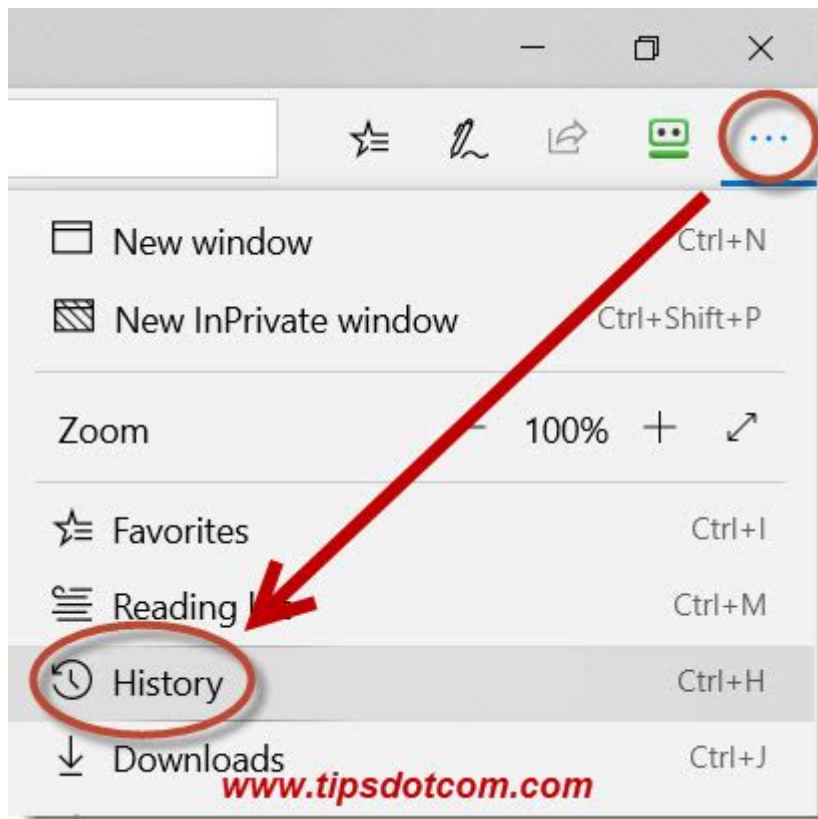 New window Ctrl+N
New InPrivate window Ctrl+Shift+P
Zoom - 100% +
Favorites Ctrl+I
Reading Ctrl+M
History Ctrl+H
Downloads Ctrl+J
www.tipsdotcom.com